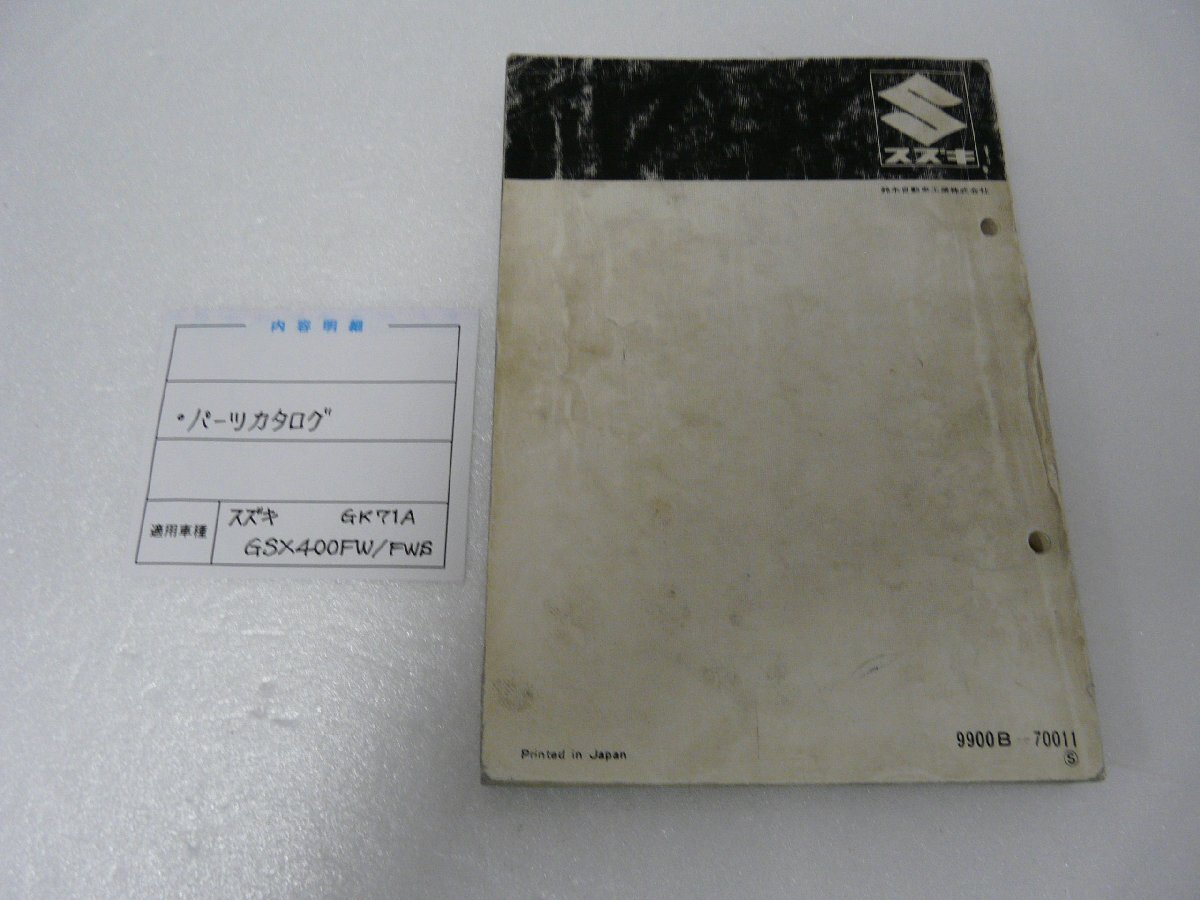 内容明細
・パーツカタログ
適用車種
スズキ GK71A
GSX400FW/FWS
スズキ!
鈴木自動車工業株式会社
Printed in Japan
9900B-70011
Ⓢ